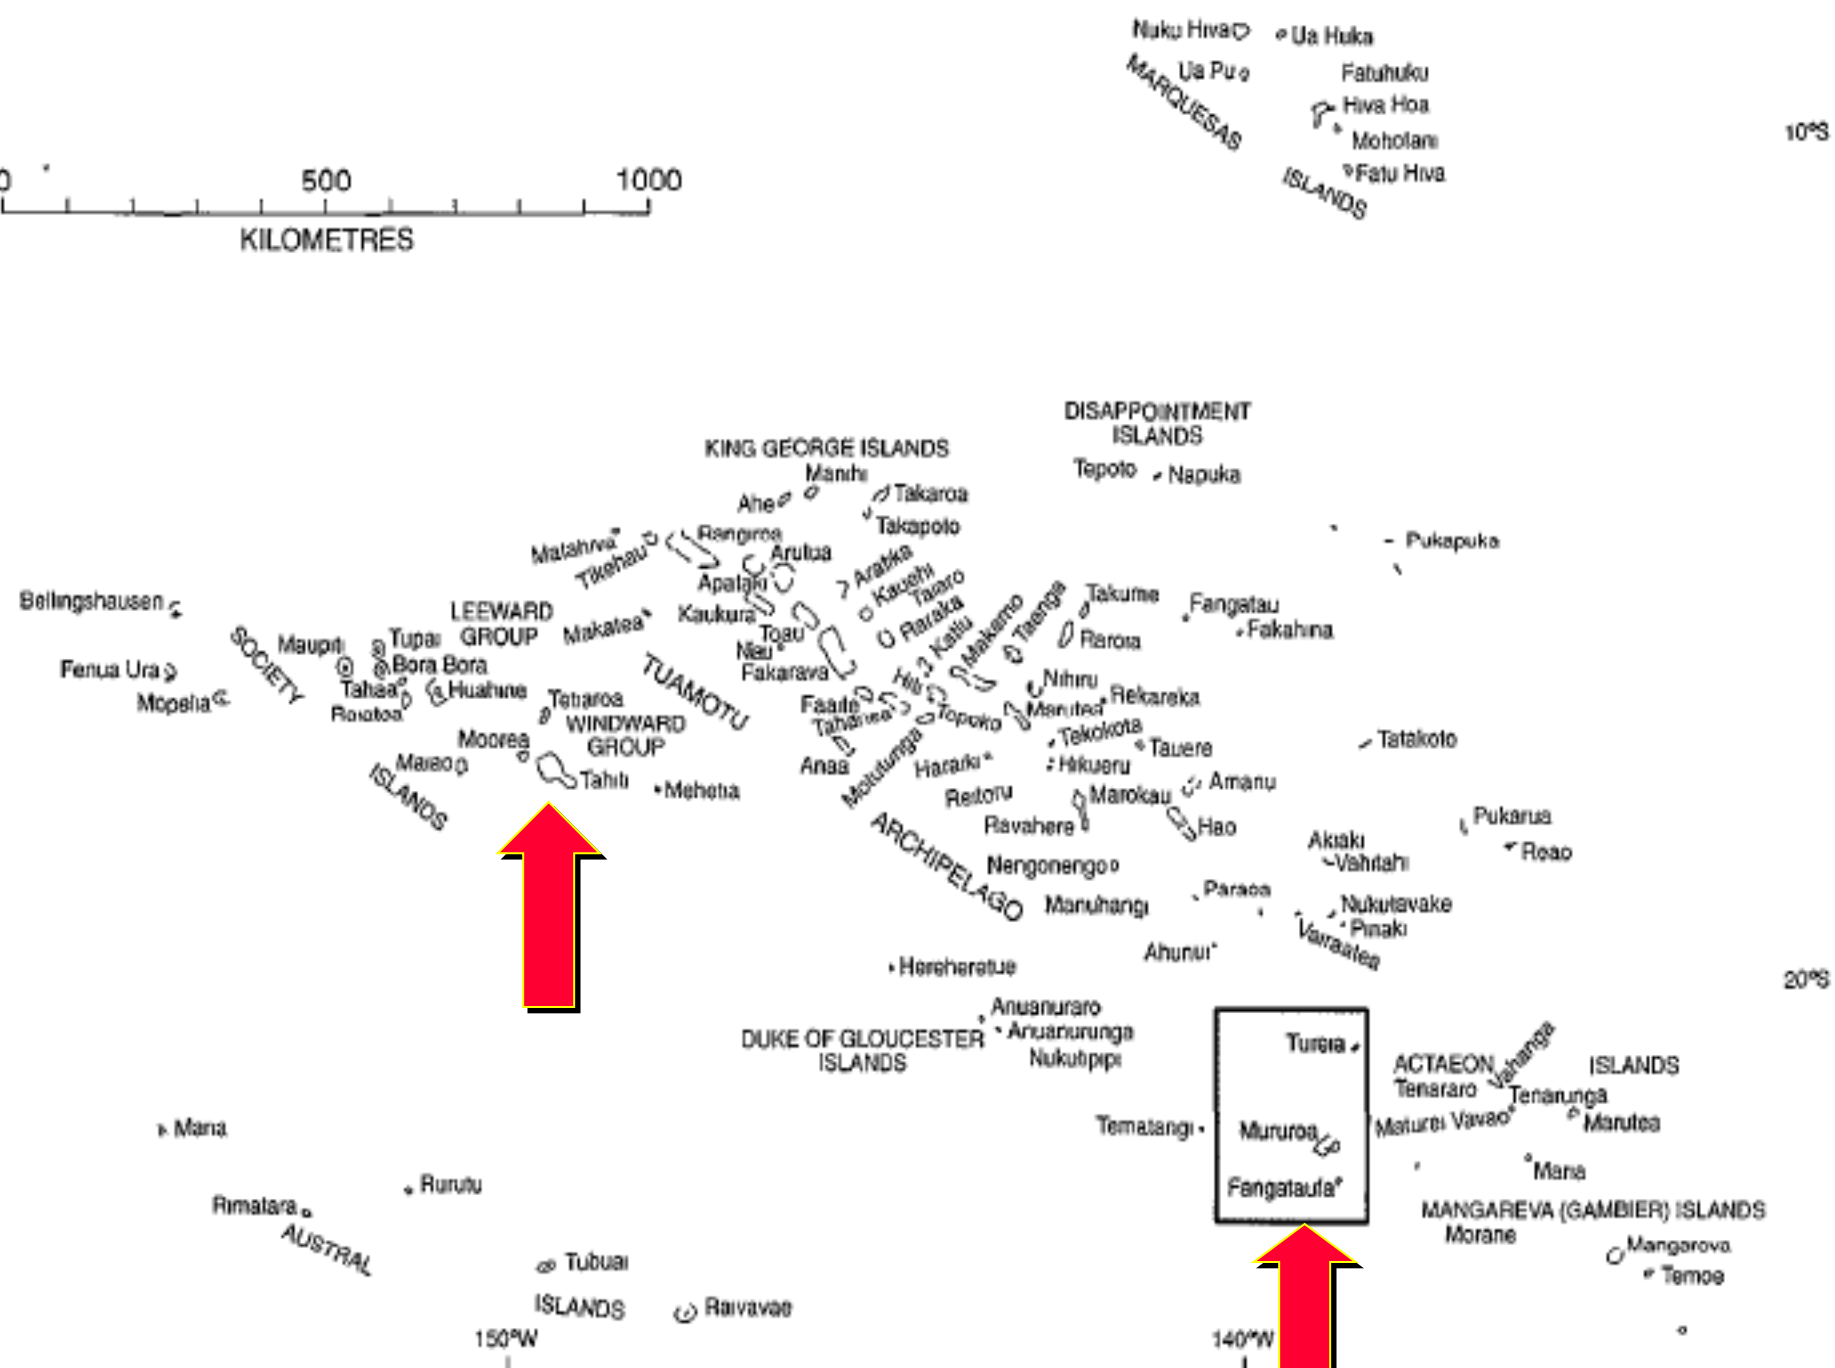 Nuku Hiva
Ua Huka
Ua Pu
Fatuhuku
MARQUESAS
Hiva Hoa
10°S
Mohotani
ISLANDS
Fatu Hiva
0
500
1000
KILOMETRES
DISAPPOINTMENT
ISLANDS
Tepoto
Napuka
KING GEORGE ISLANDS
Manihi
Ahe
Takaroa
Takapoto
Matahiva
Tikehau
Rangiroa
Arutua
Apataki
Aratika
Kauehi
Taiaro
Raraka
Kaukura
Toau
Niau
Fakarava
Katiu
Makemo
Taenga
Takume
Raroia
Fangatau
Fakahina
Pukapuka
Bellingshausen
LEEWARD
GROUP
Makatea
SOCIETY
Maupiti
Tupai
Bora Bora
Fenua Ura
Tahaa
Huahine
Mopelia
Raiatea
Tetiaroa
TUAMOTU
WINDWARD
GROUP
Moorea
Maiao
ISLANDS
Tahiti
Mehetia
Hiti
Faaite
Tahanea
Tepoto
Motutunga
Anaa
Nihiru
Rekareka
Marutea
Tekokota
Tauere
Tatakoto
Haraiki
Hikueru
Reitoru
Marokau
Amanu
Ravahere
Hao
ARCHIPELAGO
Nengonengo
Manuhangi
Paraoa
Akiaki
Vahitahi
Pukarua
Reao
Nukutavake
Pinaki
Vairaatea
Ahunui
Hereheretue
20°S
Anuanuraro
DUKE OF GLOUCESTER
ISLANDS
Anuanurunga
Nukutipipi
Tureia
ACTAEON
ISLANDS
Vahanga
Tenararo
Tenarunga
Tematangi
Mururoa
Maturei Vavao
Marutea
Fangataufa
Maria
MANGAREVA (GAMBIER) ISLANDS
Morane
Mangareva
Temoe
Maria
Rurutu
Rimatara
AUSTRAL
Tubuai
ISLANDS
Raivavae
150°W
140°W